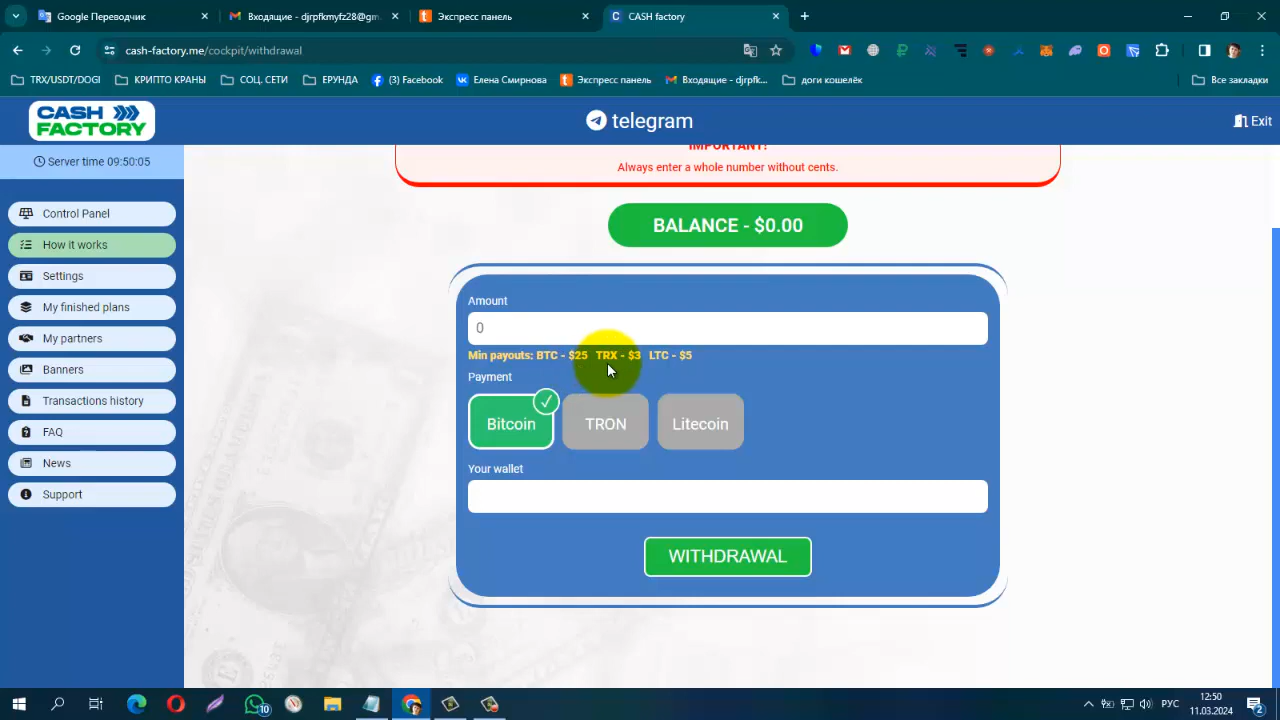 Google Переводчик
Входящие - djrpfkmyfz28@gm
Экспресс панель
CASH factory
cash-factory.me/cockpit/withdrawal
TRX/USDT/DOGI
КРИПТО КРАНЫ
СОЦ. СЕТИ
ЕРУНДА
(3) Facebook
Елена Смирнова
Экспресс панель
Входящие - djrpfk...
доги кошелёк
Все закладки
CASH
FACTORY
telegram
Exit
Server time 09:50:05
IMPORTANT!
Always enter a whole number without cents.
Control Panel
How it works
Settings
My finished plans
My partners
Banners
Transactions history
FAQ
News
Support
BALANCE - $0.00
Amount
0
Min payouts: BTC - $25 TRX - $3 LTC - $5
Payment
Bitcoin
TRON
Litecoin
Your wallet
WITHDRAWAL
10
РУС
12:50
11.03.2024
2